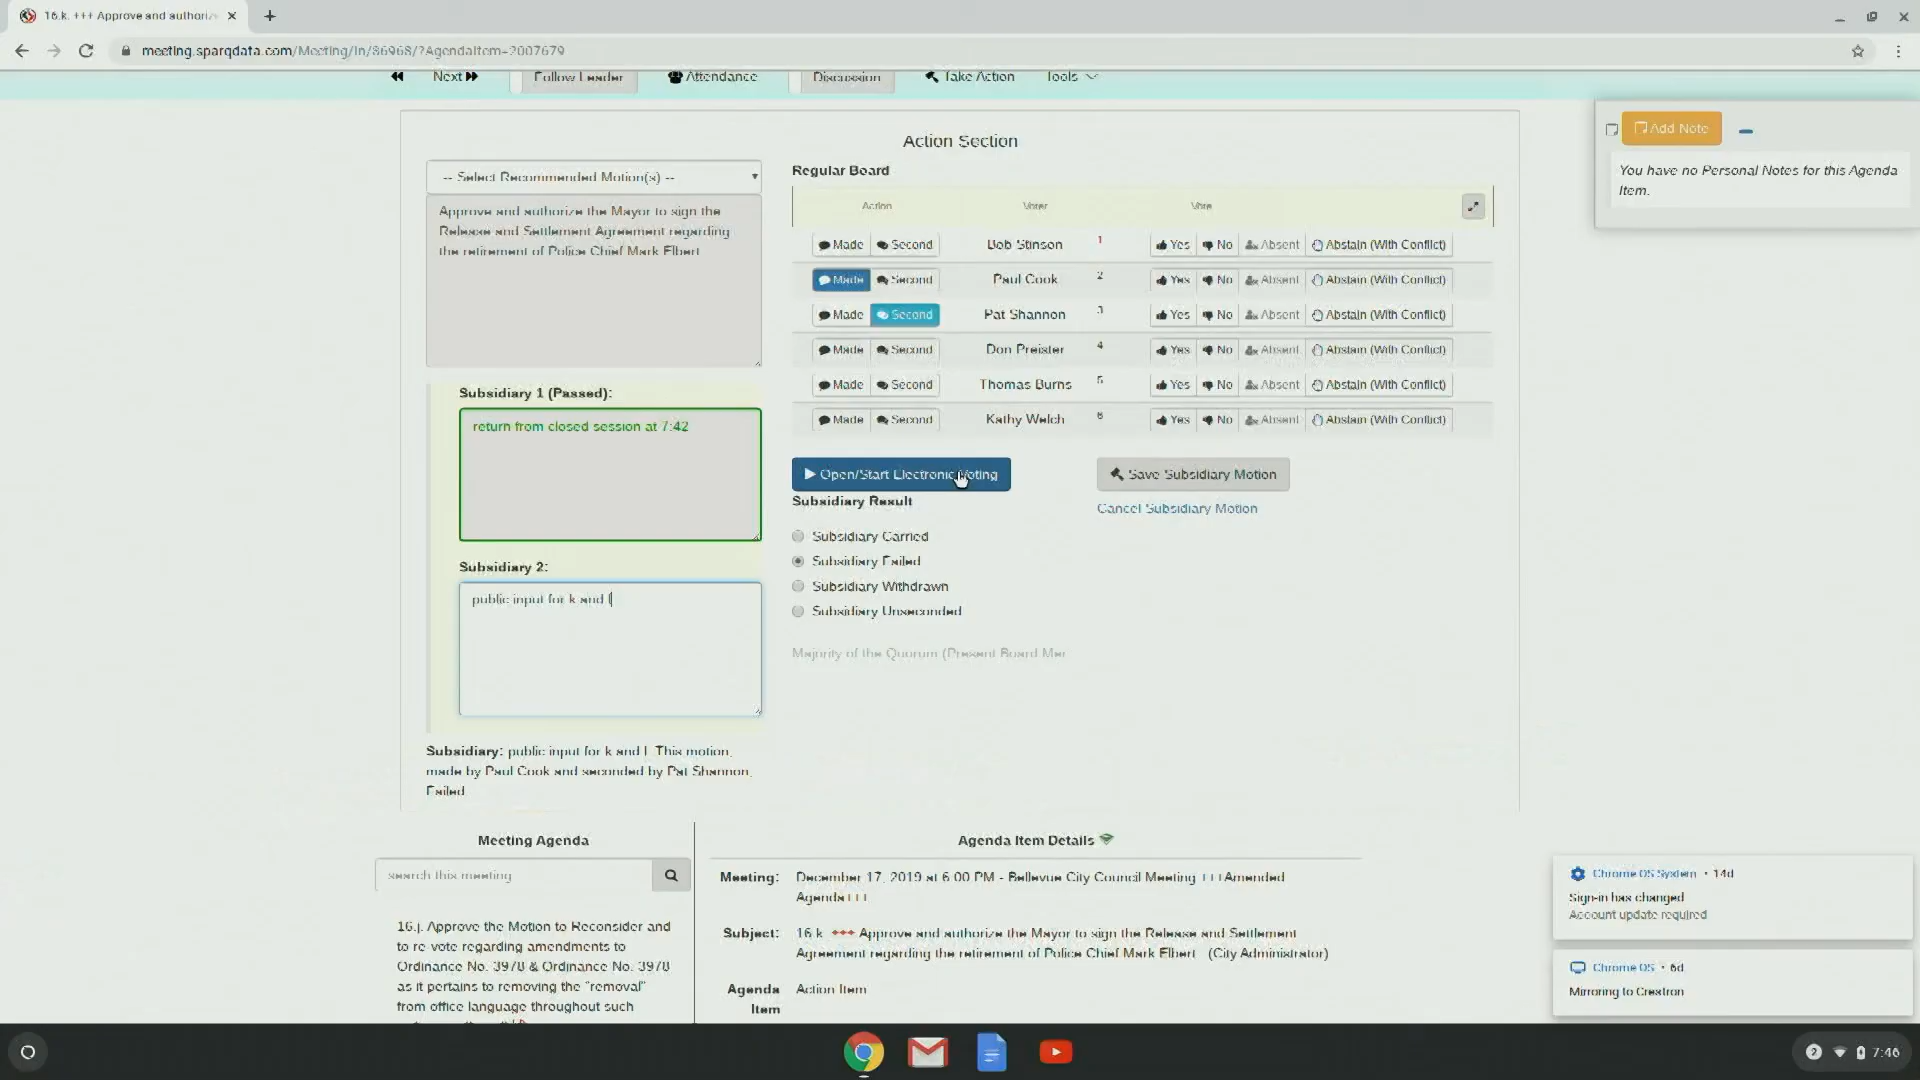 16.k. +++ Approve and authoriz
meeting.sparqdata.com/Meeting/In/86968/?AgendaItem=2007679
Next
Follow Leader
Attendance
Discussion
Take Action
Tools
Action Section
Add Note
You have no Personal Notes for this Agenda
Item.
-- Select Recommended Motion(s) --
Approve and authorize the Mayor to sign the
Release and Settlement Agreement regarding
the retirement of Police Chief Mark Elbert
Regular Board
Action Voter Vote
Made Second Bob Stinson 1 Yes No Absent Abstain (With Conflict)
Made Second Paul Cook 2 Yes No Absent Abstain (With Conflict)
Made Second Pat Shannon 3 Yes No Absent Abstain (With Conflict)
Made Second Don Preister 4 Yes No Absent Abstain (With Conflict)
Made Second Thomas Burns 5 Yes No Absent Abstain (With Conflict)
Made Second Kathy Welch 6 Yes No Absent Abstain (With Conflict)
Subsidiary 1 (Passed):
return from closed session at 7:42
Subsidiary 2:
public input for k and l
Subsidiary: public input for k and l. This motion,
made by Paul Cook and seconded by Pat Shannon,
Failed.
Open/Start Electronic Voting
Save Subsidiary Motion
Cancel Subsidiary Motion
Subsidiary Result
Subsidiary Carried
Subsidiary Failed
Subsidiary Withdrawn
Subsidiary Unseconded
Majority of the Quorum (Present Board Mer
Meeting Agenda
search this meeting
16.j. Approve the Motion to Reconsider and
to re-vote regarding amendments to
Ordinance No. 3978 & Ordinance No. 3978
as it pertains to removing the "removal"
from office language throughout such
Agenda Item Details
Meeting: December 17, 2019 at 6:00 PM - Bellevue City Council Meeting +++Amended
Agenda+++
Subject: 16.k. +++ Approve and authorize the Mayor to sign the Release and Settlement
Agreement regarding the retirement of Police Chief Mark Elbert. (City Administrator)
Agenda
Item
Action Item
Chrome OS System • 14d
Sign-in has changed
Account update required
Chrome OS • 6d
Mirroring to Crestron
2
7:46